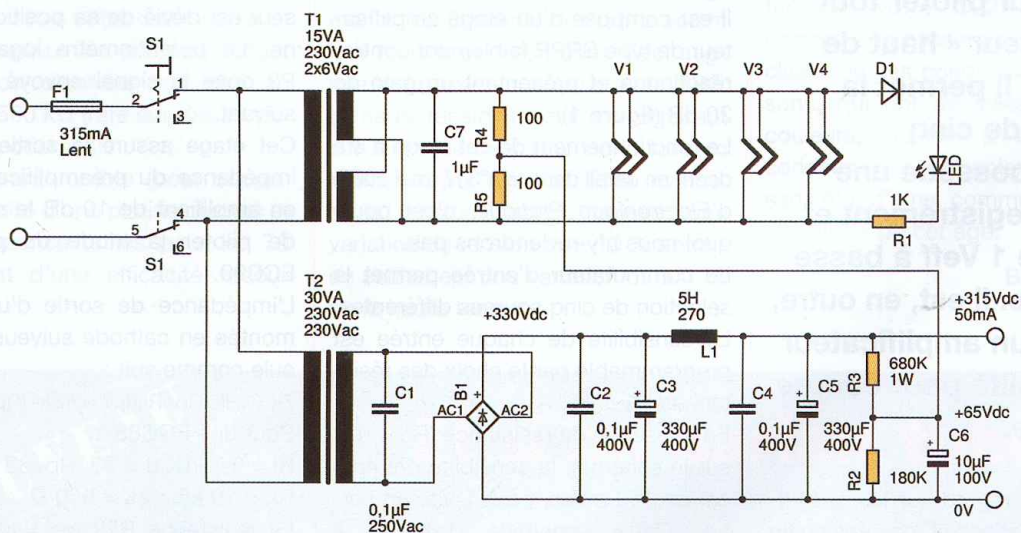 T1
15VA
230Vac
2x6Vac
S1
1
2
3
F1
315mA
Lent
4
5
6
S1
C7
1µF
R4
100
R5
100
V1
V2
V3
V4
D1
LED
1K
R1
T2
30VA
230Vac
230Vac
C1
0,1µF
250Vac
+330Vdc
B1
+
AC1
AC2
-
C2
0,1µF
400V
+
C3
330µF
400V
5H
270
L1
C4
0,1µF
400V
+
C5
330µF
400V
R3
680K
1W
R2
180K
+315Vdc
50mA
+65Vdc
+
C6
10µF
100V
0V